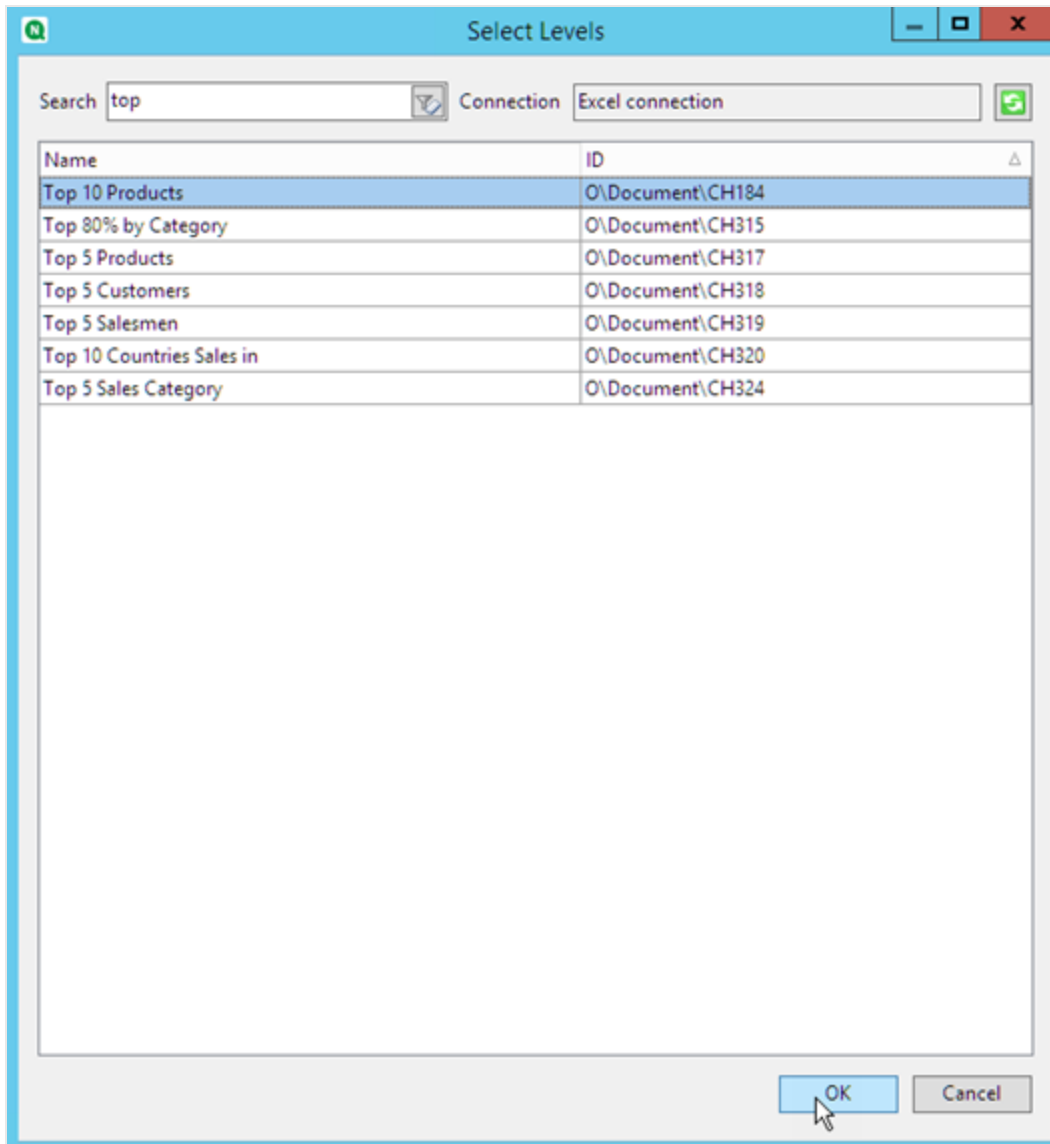 Select Levels
Search top Connection Excel connection
Name ID
Top 10 Products O\Document\CH184
Top 80% by Category O\Document\CH315
Top 5 Products O\Document\CH317
Top 5 Customers O\Document\CH318
Top 5 Salesmen O\Document\CH319
Top 10 Countries Sales in O\Document\CH320
Top 5 Sales Category O\Document\CH324
OK Cancel